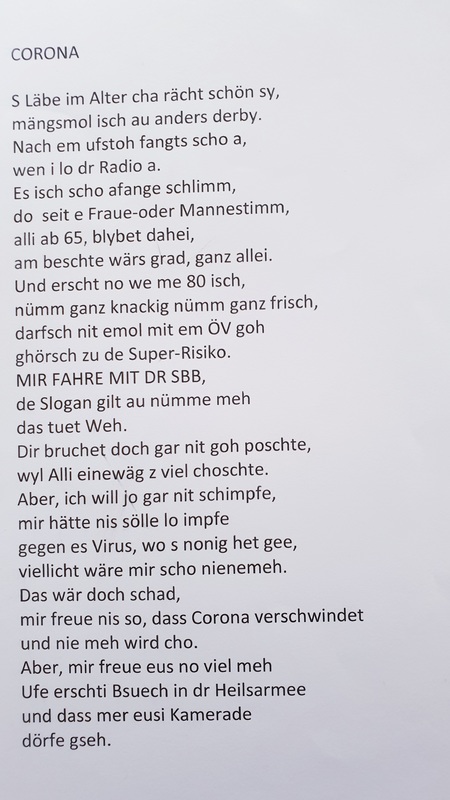 CORONA
S Läbe im Alter cha rächt schön sy,
mängsmol isch au anders derby.
Nach em ufstoh fangts scho a,
wen i lo dr Radio a.
Es isch scho afange schlimm,
do seit e Fraue-oder Mannestimm,
alli ab 65, blybet dahei,
am beschte wärs grad, ganz allei.
Und erscht no we me 80 isch,
nümm ganz knackig nümm ganz frisch,
darfsch nit emol mit em ÖV goh
ghörsch zu de Super-Risiko.
MIR FAHRE MIT DR SBB,
de Slogan gilt au nümme meh
das tuet Weh.
Dir bruchet doch gar nit goh poschte,
wyl Alli einewäg z viel choschte.
Aber, ich will jo gar nit schimpfe,
mir hätte nis sölle lo impfe
gegen es Virus, wo s nonig het gee,
viellicht wäre mir scho nienemeh.
Das wär doch schad,
mir freue nis so, dass Corona verschwindet
und nie meh wird cho.
Aber, mir freue eus no viel meh
Ufe erschti Bsuech in dr Heilsarmee
und dass mer eusi Kamerade
dörfe gseh.